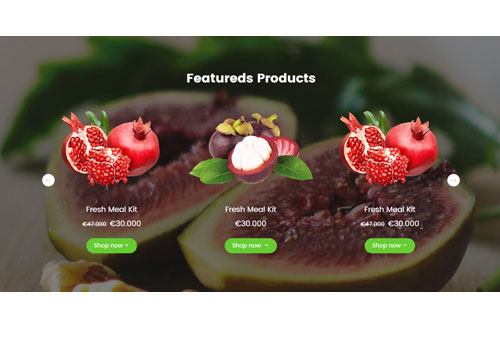 Featureds Products
Fresh Meal Kit
€47.000 €30.000
Shop now →
Fresh Meal Kit
€30.000
Shop now →
Fresh Meal Kit
€47.000 €30.000
Shop now →